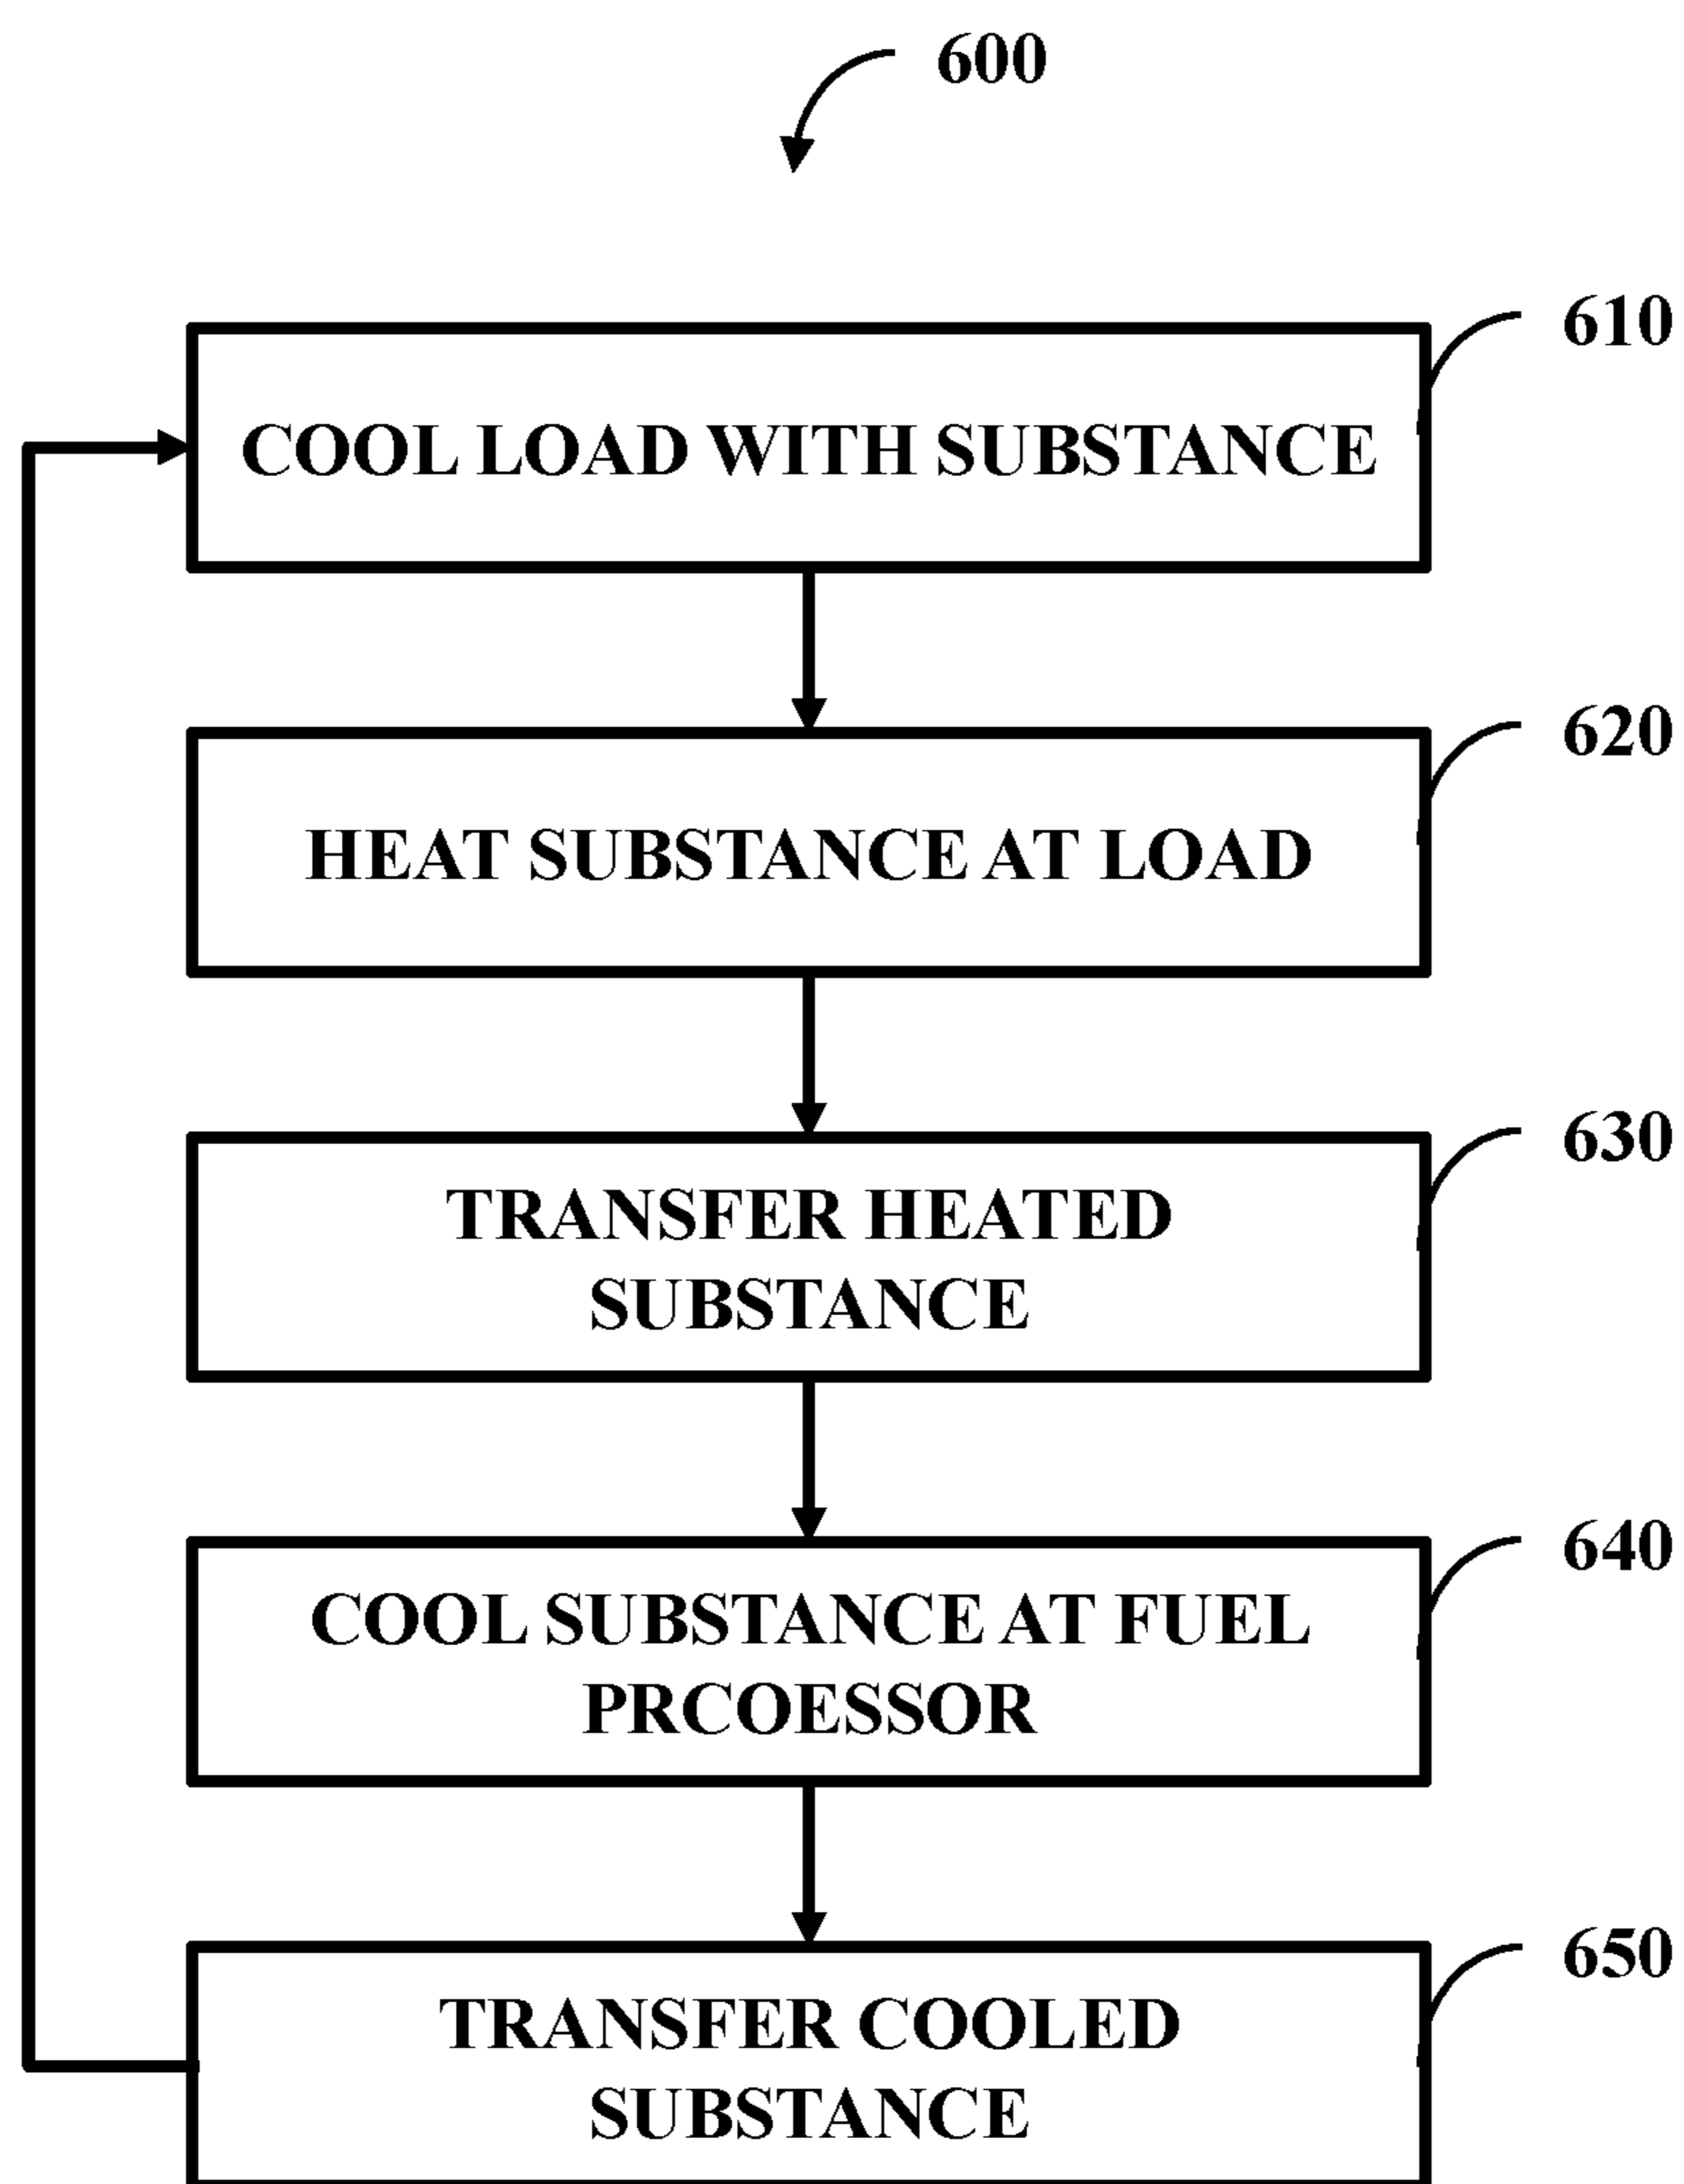 600
610
COOL LOAD WITH SUBSTANCE
620
HEAT SUBSTANCE AT LOAD
630
TRANSFER HEATED
SUBSTANCE
640
COOL SUBSTANCE AT FUEL
PRCOESSOR
650
TRANSFER COOLED
SUBSTANCE